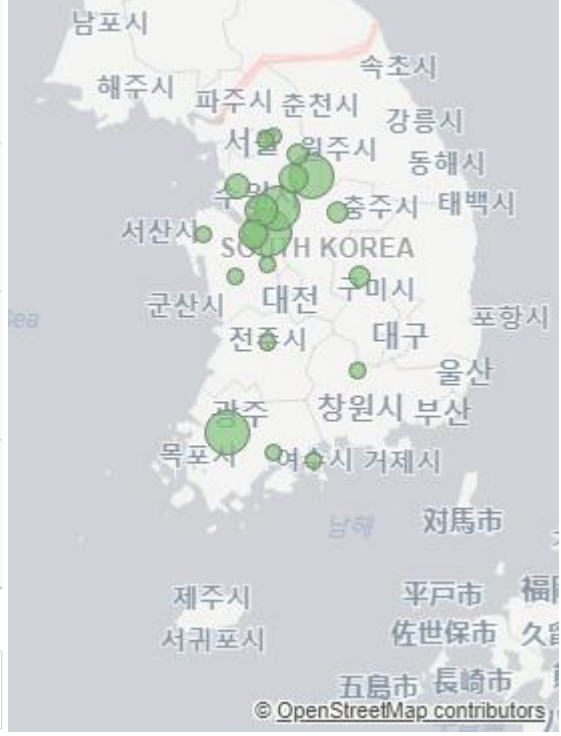 남포시
속초시
해주시
파주시 춘천시
강릉시
서울
원주시
동해시
충주시
태백시
서산시
SOUTH KOREA
군산시
대전
구미시
포항시
전주시
대구
울산
광주
창원시
부산
목포시
여수시
거제시
남해
対馬市
제주시
平戸市
서귀포시
佐世保市
五島市
長崎市
© OpenStreetMap contributors